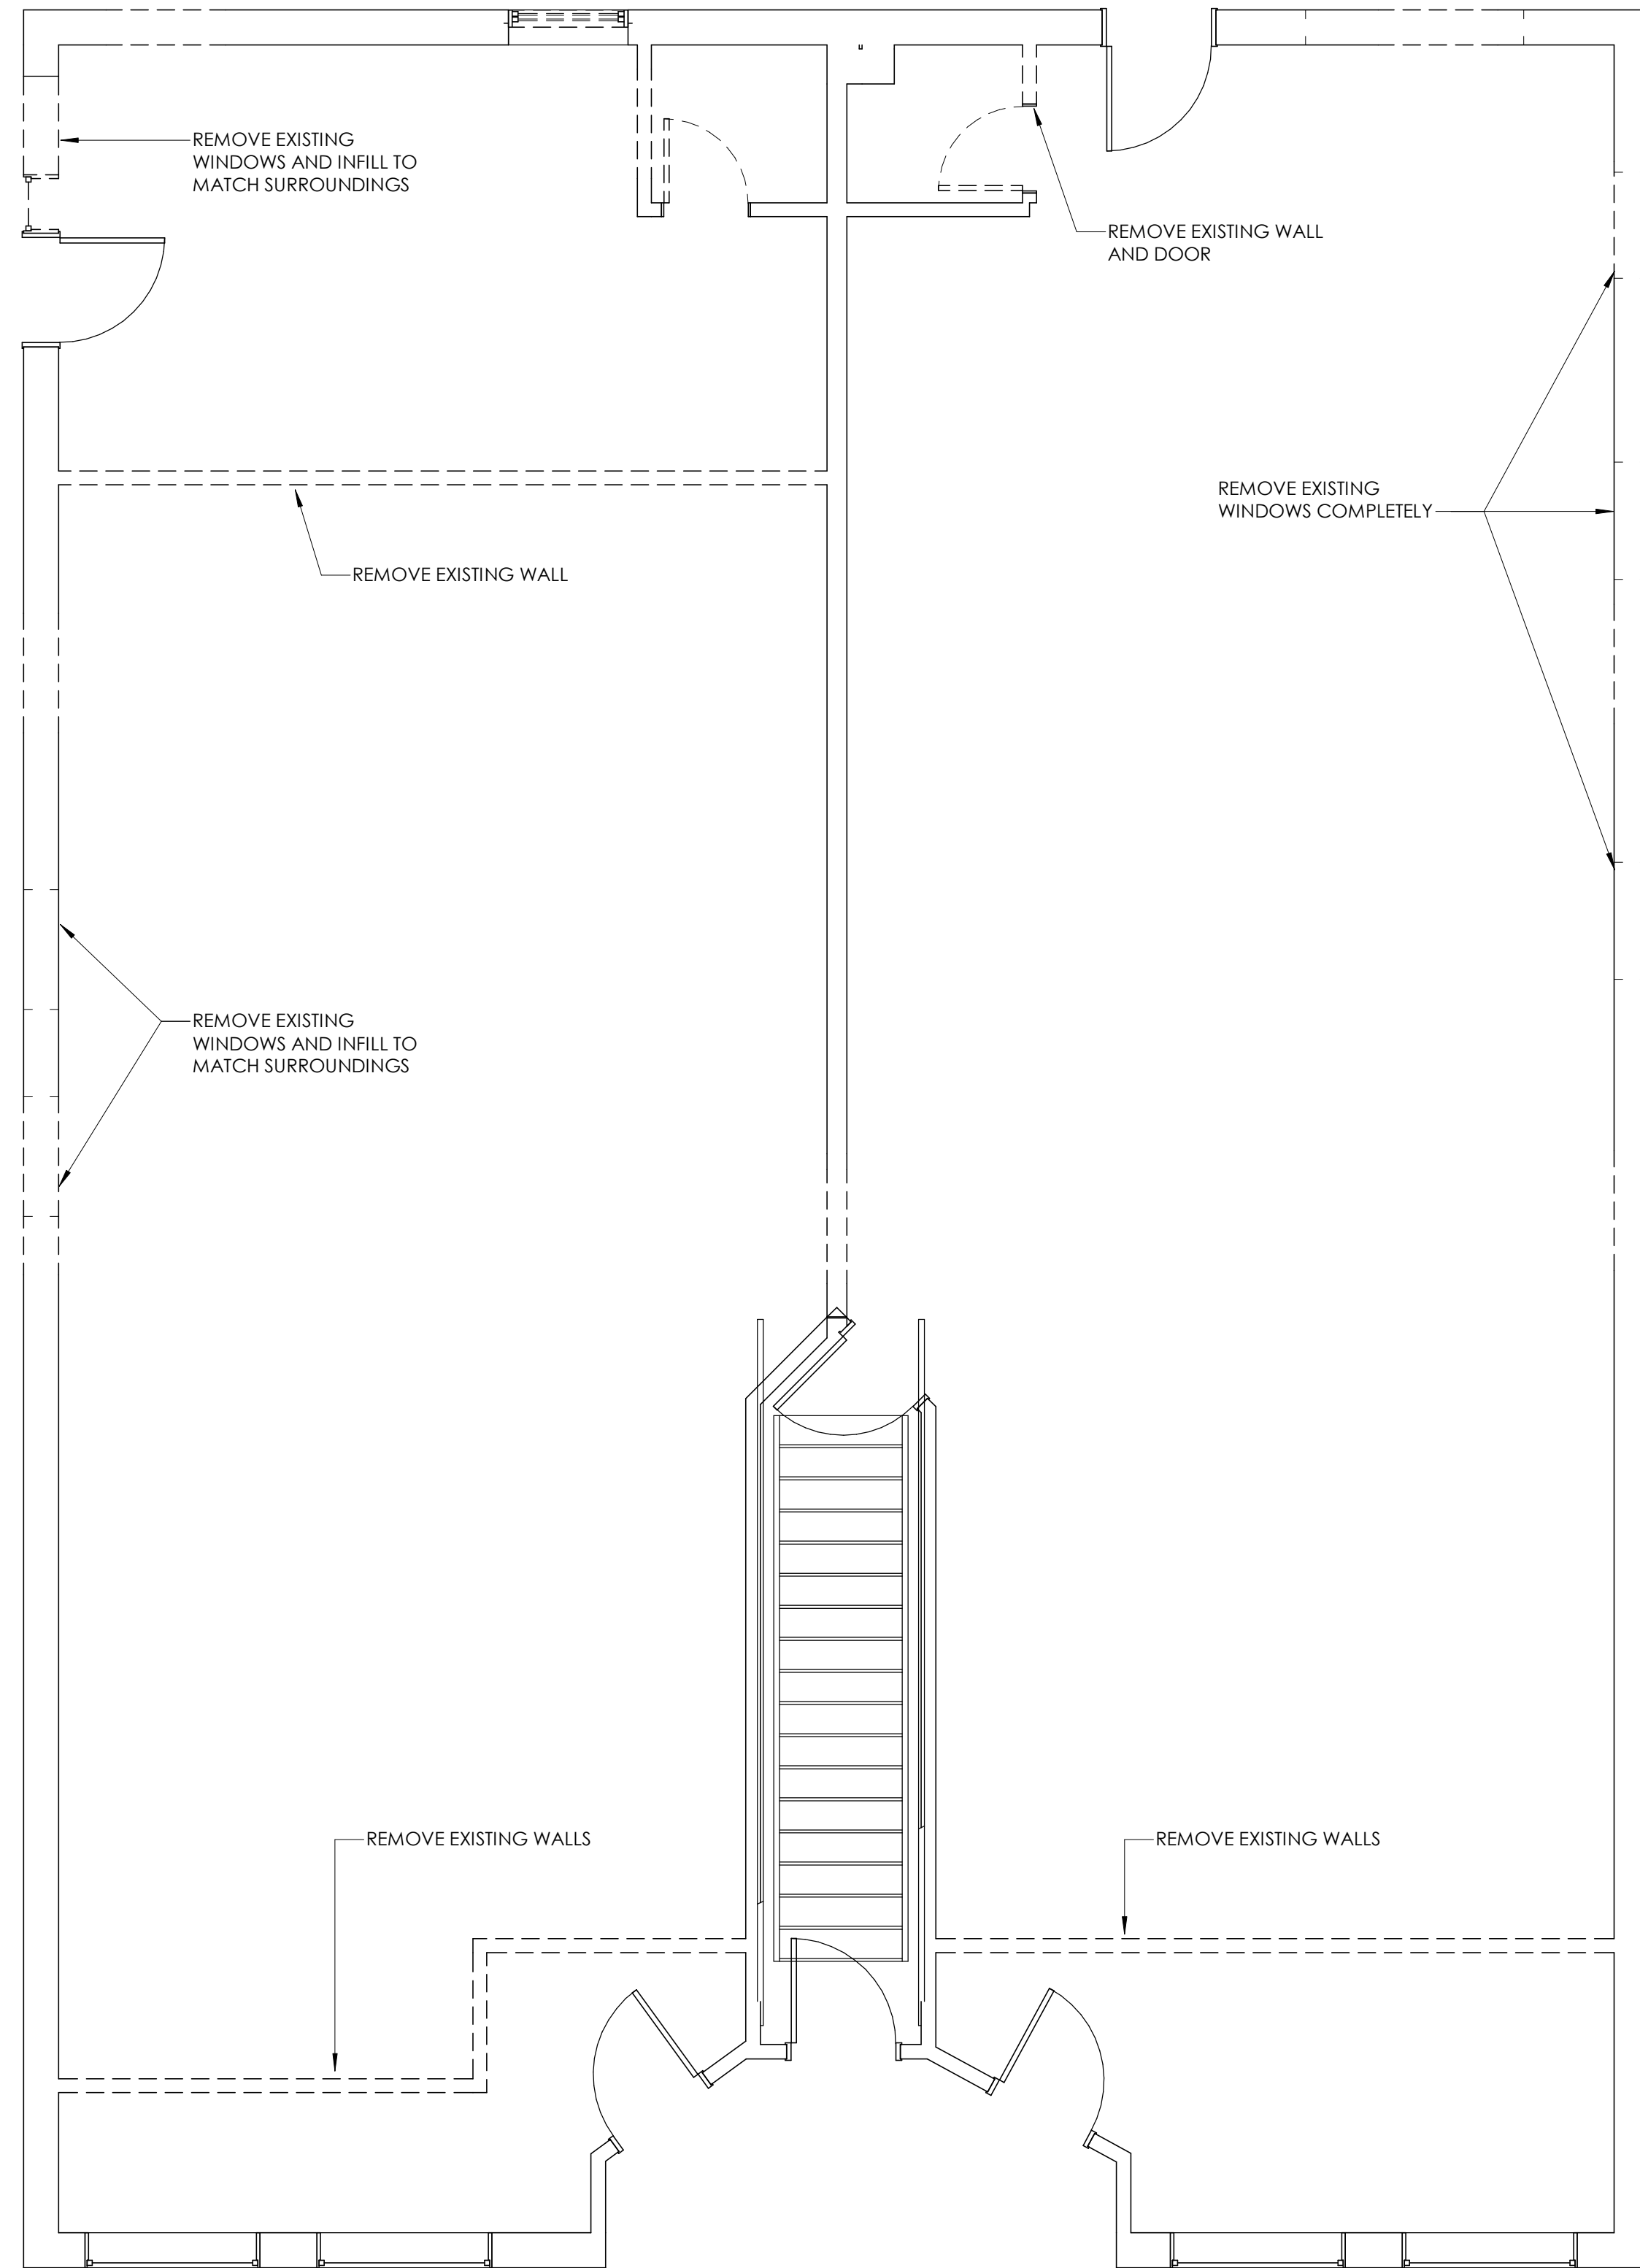 REMOVE EXISTING
WINDOWS AND INFILL TO
MATCH SURROUNDINGS
REMOVE EXISTING WALL
AND DOOR
REMOVE EXISTING
WINDOWS COMPLETELY
REMOVE EXISTING WALL
REMOVE EXISTING
WINDOWS AND INFILL TO
MATCH SURROUNDINGS
REMOVE EXISTING WALLS
REMOVE EXISTING WALLS